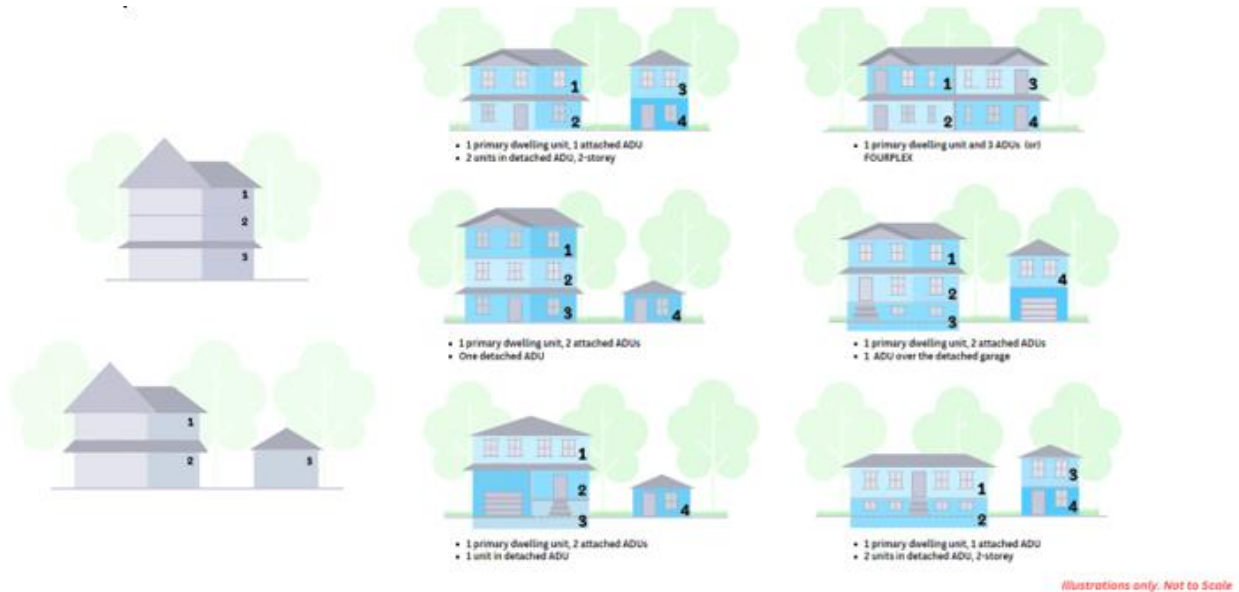 1
2
3
1
2
3
1
2
3
4
• 1 primary dwelling unit, 1 attached ADU
• 2 units in detached ADU, 2-storey
1
2
3
4
• 1 primary dwelling unit and 3 ADUs (or)
FOURPLEX
1
2
3
4
• 1 primary dwelling unit, 2 attached ADUs
• One detached ADU
1
2
3
4
• 1 primary dwelling unit, 2 attached ADUs
• 1 ADU over the detached garage
1
2
3
4
• 1 primary dwelling unit, 2 attached ADUs
• 1 unit in detached ADU
1
2
3
4
• 1 primary dwelling unit, 1 attached ADU
• 2 units in detached ADU, 2-storey
Illustrations only. Not to Scale